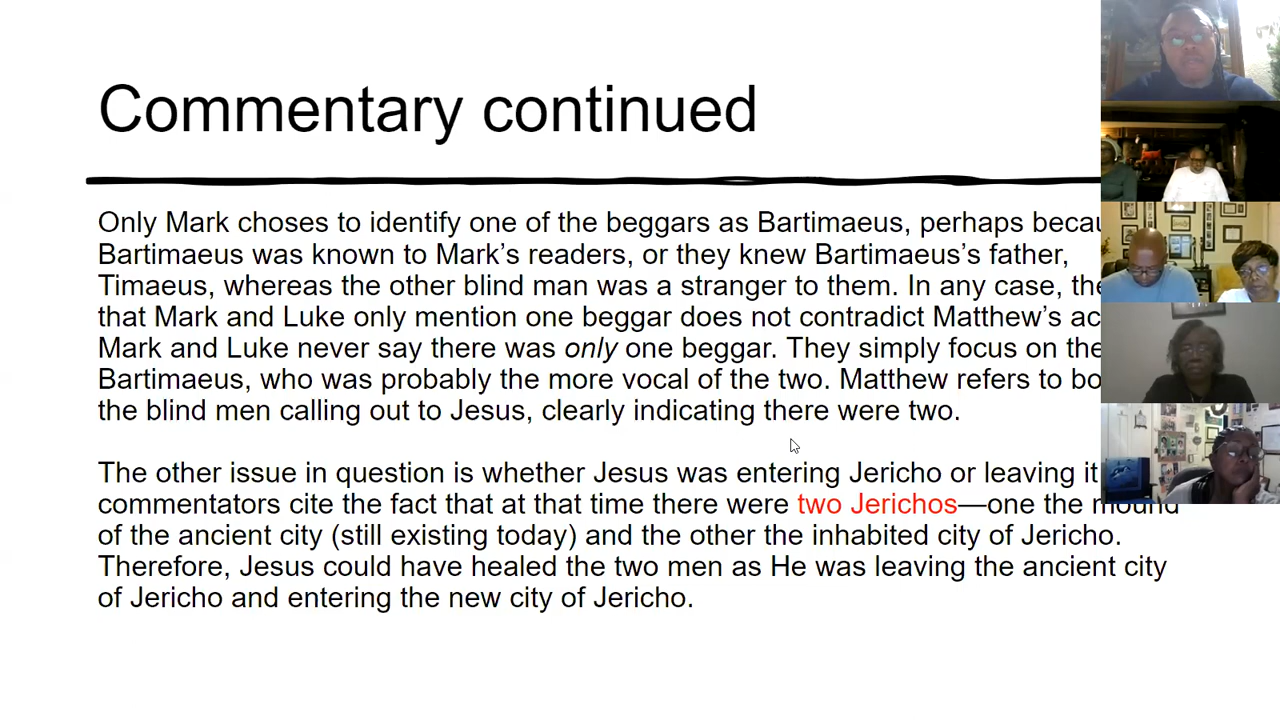 Commentary continued
Only Mark choses to identify one of the beggars as Bartimaeus, perhaps
Bartimaeus was known to Mark’s readers, or they knew Bartimaeus’s father,
Timaeus, whereas the other blind man was a stranger to them. In any case,
that Mark and Luke only mention one beggar does not contradict Matthew’s
Mark and Luke never say there was only one beggar. They simply focus on the
Bartimaeus, who was probably the more vocal of the two. Matthew refers to
the blind men calling out to Jesus, clearly indicating there were two.
The other issue in question is whether Jesus was entering Jericho or leaving it
commentators cite the fact that at that time there were two Jerichos—one the mound
of the ancient city (still existing today) and the other the inhabited city of Jericho.
Therefore, Jesus could have healed the two men as He was leaving the ancient city
of Jericho and entering the new city of Jericho.